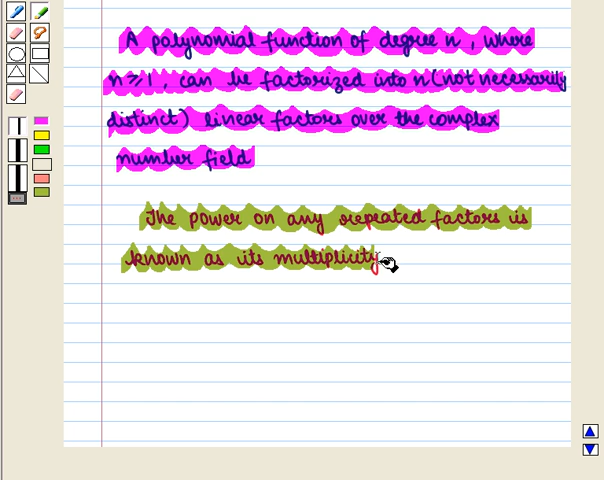 A polynomial function of degree n, where
n ≥ 1, can be factorized into n (not necessarily
distinct) linear factors over the complex
number field
The power on any repeated factors is
known as its multiplicity